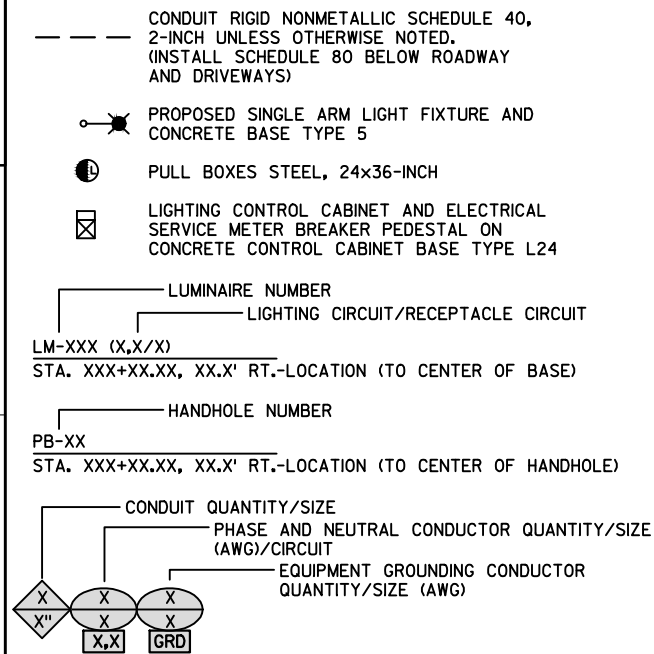 CONDUIT RIGID NONMETALLIC SCHEDULE 40,
2-INCH UNLESS OTHERWISE NOTED.
(INSTALL SCHEDULE 80 BELOW ROADWAY
AND DRIVEWAYS)
PROPOSED SINGLE ARM LIGHT FIXTURE AND
CONCRETE BASE TYPE 5
L
PULL BOXES STEEL, 24x36-INCH
LIGHTING CONTROL CABINET AND ELECTRICAL
SERVICE METER BREAKER PEDESTAL ON
CONCRETE CONTROL CABINET BASE TYPE L24
LUMINAIRE NUMBER
LIGHTING CIRCUIT/RECEPTACLE CIRCUIT
LM-XXX (X,X/X)
STA. XXX+XX.XX, XX.X' RT.-LOCATION (TO CENTER OF BASE)
HANDHOLE NUMBER
PB-XX
STA. XXX+XX.XX, XX.X' RT.-LOCATION (TO CENTER OF HANDHOLE)
CONDUIT QUANTITY/SIZE
PHASE AND NEUTRAL CONDUCTOR QUANTITY/SIZE
(AWG)/CIRCUIT
EQUIPMENT GROUNDING CONDUCTOR
QUANTITY/SIZE (AWG)
X X X
X" X X
X,X GRD